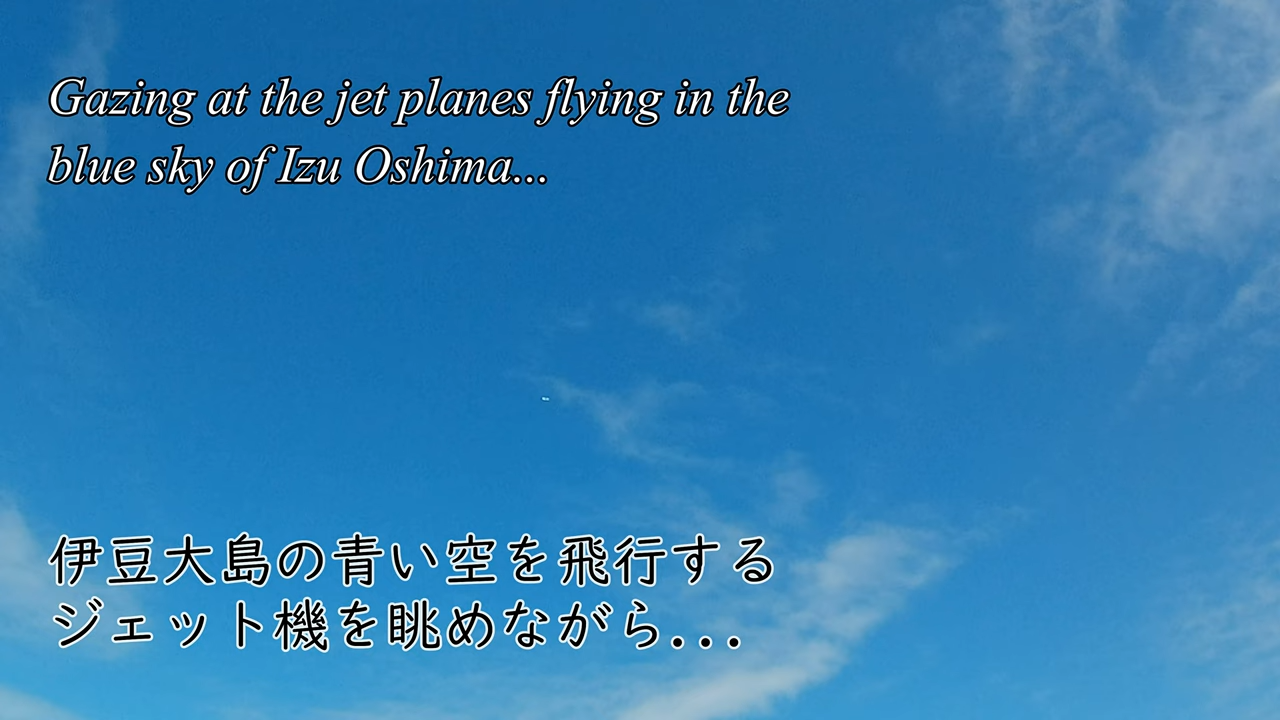 Gazing at the jet planes flying in the
blue sky of Izu Oshima...
伊豆大島の青い空を飛行する
ジェット機を眺めながら...